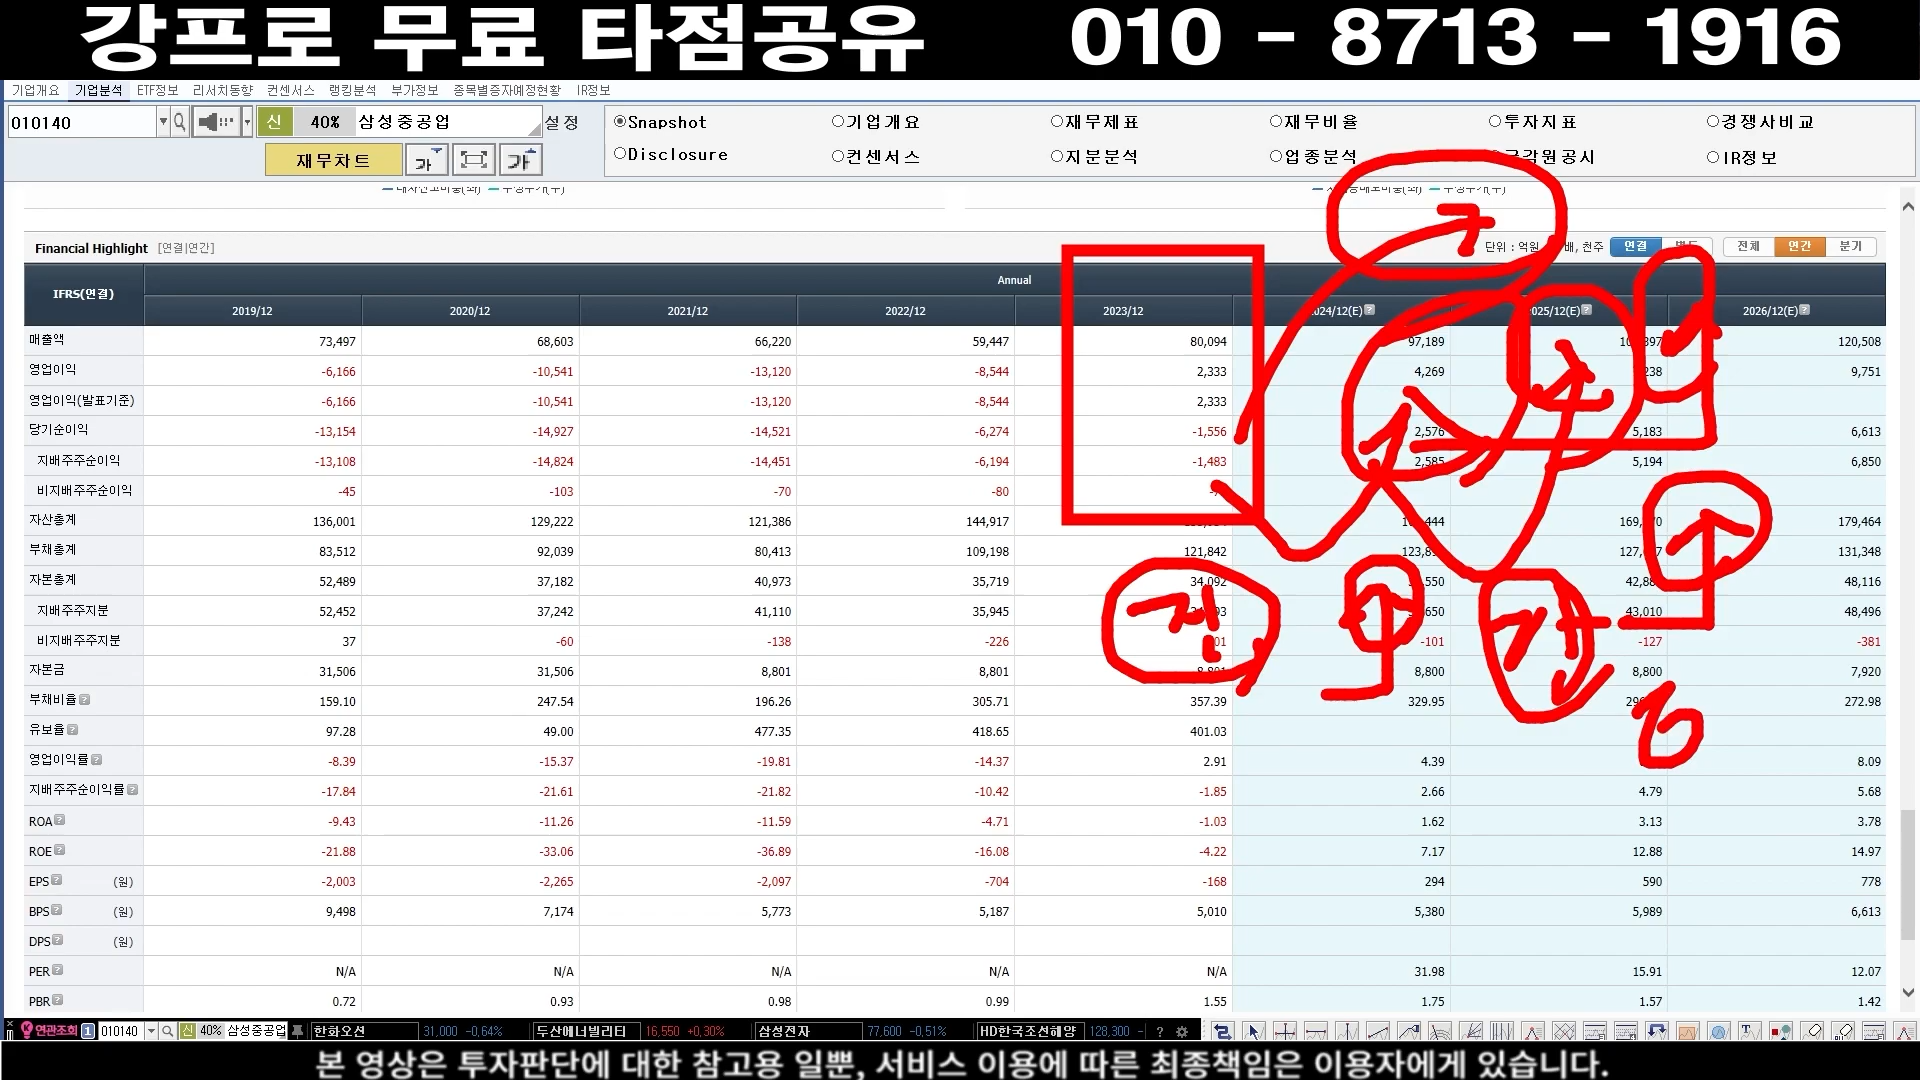 강프로 무료 타점공유 010 - 8713 - 1916
기업개요 기업분석 ETF정보 리서치동향 컨센서스 랭킹분석 부가정보 종목별증자예정현황 IR정보
010140 신 40% 삼성중공업 설정
Snapshot 기업개요 재무제표 재무비율 투자지표 경쟁사비교
재무차트 가 가
Disclosure 컨센서스 지분분석 업종분석 IR정보
Financial Highlight [연결|연간] 단위 : 억원, 배, 천주 연결 전체 연간 분기
IFRS(연결) Annual
2019/12 2020/12 2021/12 2022/12 2023/12 2025/12(E) 2026/12(E)
매출액 73,497 68,603 66,220 59,447 80,094 97,189 120,508
영업이익 -6,166 -10,541 -13,120 -8,544 2,333 4,269 9,751
영업이익(발표기준) -6,166 -10,541 -13,120 -8,544 2,333
당기순이익 -13,154 -14,927 -14,521 -6,274 -1,556 2,576 5,183 6,613
지배주주순이익 -13,108 -14,824 -14,451 -6,194 -1,483 2,585 5,194 6,850
비지배주주순이익 -45 -103 -70 -80
자산총계 136,001 129,222 121,386 144,917 179,464
부채총계 83,512 92,039 80,413 109,198 121,842 131,348
자본총계 52,489 37,182 40,973 35,719 34,092 48,116
지배주주지분 52,452 37,242 41,110 35,945 43,010 48,496
비지배주주지분 37 -60 -138 -226 -101 -127 -381
자본금 31,506 31,506 8,801 8,801 8,801 8,800 8,800 7,920
부채비율 159.10 247.54 196.26 305.71 357.39 329.95 272.98
유보율 97.28 49.00 477.35 418.65 401.03
영업이익률 -8.39 -15.37 -19.81 -14.37 2.91 4.39 8.09
지배주주순이익률 -17.84 -21.61 -21.82 -10.42 -1.85 2.66 4.79 5.68
ROA -9.43 -11.26 -11.59 -4.71 -1.03 1.62 3.13 3.78
ROE -21.88 -33.06 -36.89 -16.08 -4.22 7.17 12.88 14.97
EPS (원) -2,003 -2,265 -2,097 -704 -168 294 590 778
BPS (원) 9,498 7,174 5,773 5,187 5,010 5,380 5,989 6,613
DPS (원)
PER N/A N/A N/A N/A N/A 31.98 15.91 12.07
PBR 0.72 0.93 0.98 0.99 1.55 1.75 1.57 1.42
연관조회 1 010140 신 40% 삼성중공업 한화오션 31,000 -0.64% 두산에너빌리티 16,550 +0.30% 삼성전자 77,600 -0.51% HD한국조선해양 128,300
본 영상은 투자판단에 대한 참고용 일뿐, 서비스 이용에 따른 최종책임은 이용자에게 있습니다.